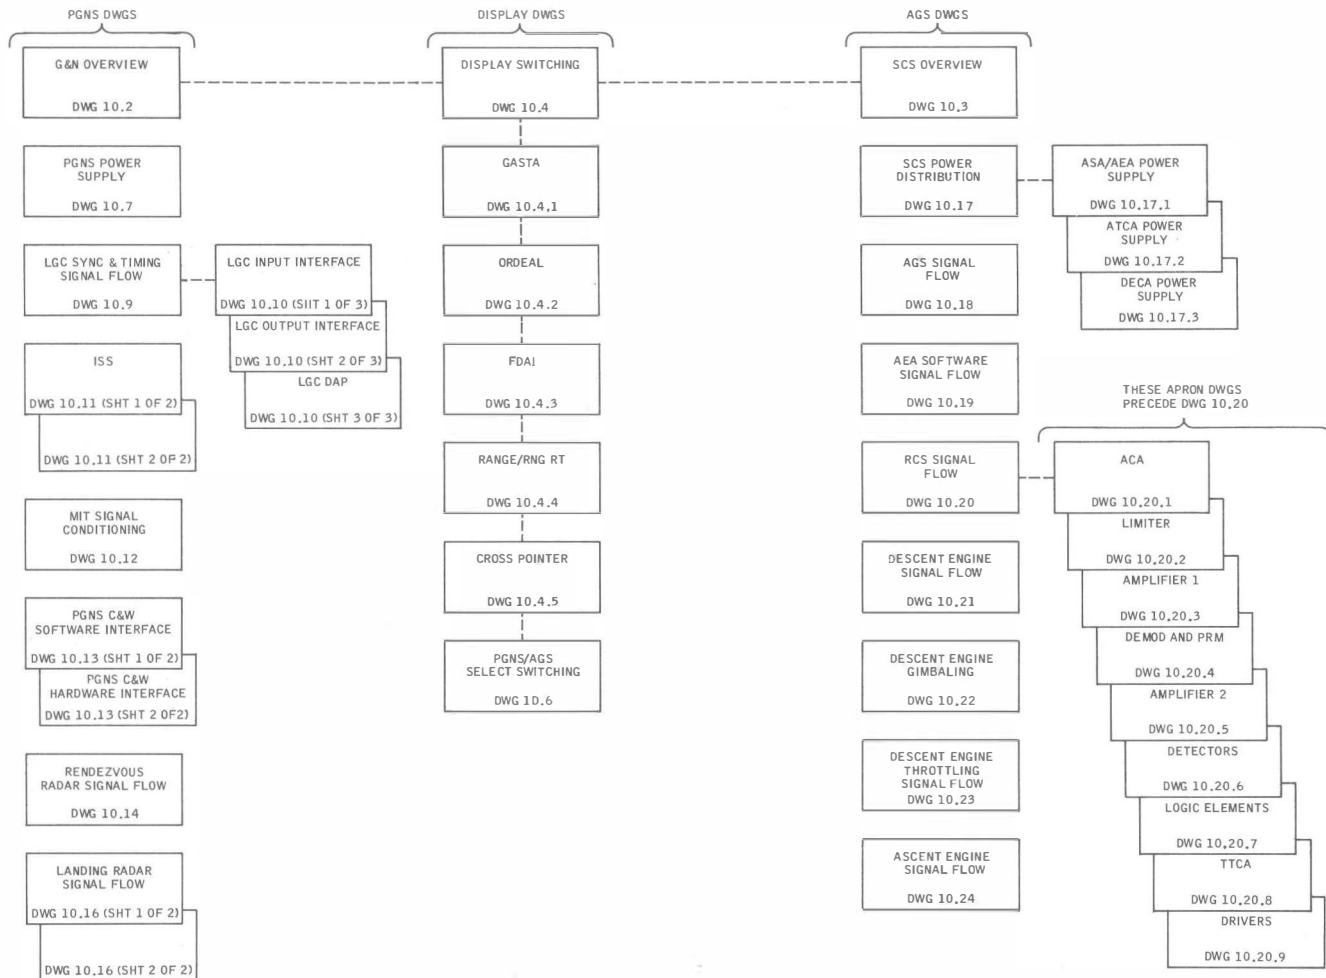 PGNS DWGS
G&N OVERVIEW
DWG 10.2
PGNS POWER
SUPPLY
DWG 10.7
LGC SYNC & TIMING
SIGNAL FLOW
DWG 10.9
LGC INPUT INTERFACE
DWG 10.10 (SIIT 1 OF 3)
LGC OUTPUT INTERFACE
DWG 10.10 (SHT 2 OF 3)
LGC DAP
DWG 10.10 (SHT 3 OF 3)
ISS
DWG 10.11 (SHT 1 OF 2)
DWG 10.11 (SHT 2 OF 2)
MIT SIGNAL
CONDITIONING
DWG 10.12
PGNS C&W
SOFTWARE INTERFACE
DWG 10.13 (SHT 1 OF 2)
PGNS C&W
HARDWARE INTERFACE
DWG 10.13 (SHT 2 OF2)
RENDEZVOUS
RADAR SIGNAL FLOW
DWG 10.14
LANDING RADAR
SIGNAL FLOW
DWG 10.16 (SHT 1 OF 2)
DWG 10.16 (SHT 2 OF 2)
DISPLAY DWGS
DISPLAY SWITCHING
DWG 10.4
GASTA
DWG 10.4.1
ORDEAL
DWG 10.4.2
FDAI
DWG 10.4.3
RANGE/RNG RT
DWG 10.4.4
CROSS POINTER
DWG 10.4.5
PGNS/AGS
SELECT SWITCHING
DWG 1D.6
AGS DWGS
SCS OVERVIEW
DWG 10.3
SCS POWER
DISTRIBUTION
DWG 10.17
ASA/AEA POWER
SUPPLY
DWG 10.17.1
ATCA POWER
SUPPLY
DWG 10.17.2
DECA POWER
SUPPLY
DWG 10.17.3
AGS SIGNAL
FLOW
DWG 10.18
AEA SOFTWARE
SIGNAL FLOW
DWG 10.19
RCS SIGNAL
FLOW
DWG 10.20
DESCENT ENGINE
SIGNAL FLOW
DWG 10.21
DESCENT ENGINE
GIMBALING
DWG 10.22
DESCENT ENGINE
THROTTLING
SIGNAL FLOW
DWG 10.23
ASCENT ENGINE
SIGNAL FLOW
DWG 10.24
THESE APRON DWGS
PRECEDE DWG 10.20
ACA
DWG 10.20.1
LIMITER
DWG 10.20.2
AMPLIFIER 1
DWG 10.20.3
DEMOD AND PRM
DWG 10.20.4
AMPLIFIER 2
DWG 10.20.5
DETECTORS
DWG 10.20.6
LOGIC ELEMENTS
DWG 10.20.7
TTCA
DWG 10.20.8
DRIVERS
DWG 10.20.9